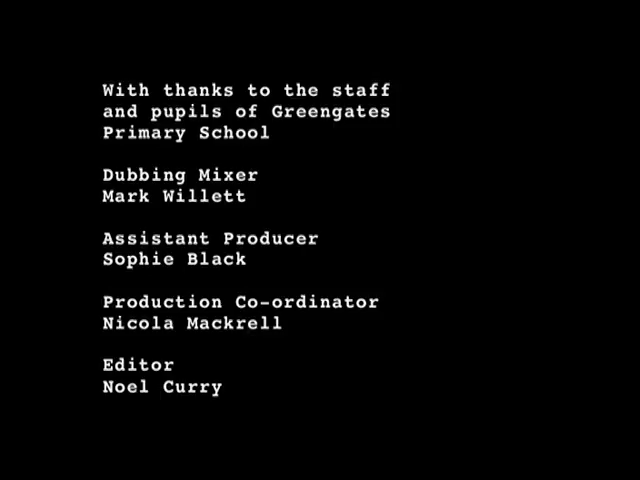 With thanks to the staff
and pupils of Greengates
Primary School
Dubbing Mixer
Mark Willett
Assistant Producer
Sophie Black
Production Co-ordinator
Nicola Mackrell
Editor
Noel Curry